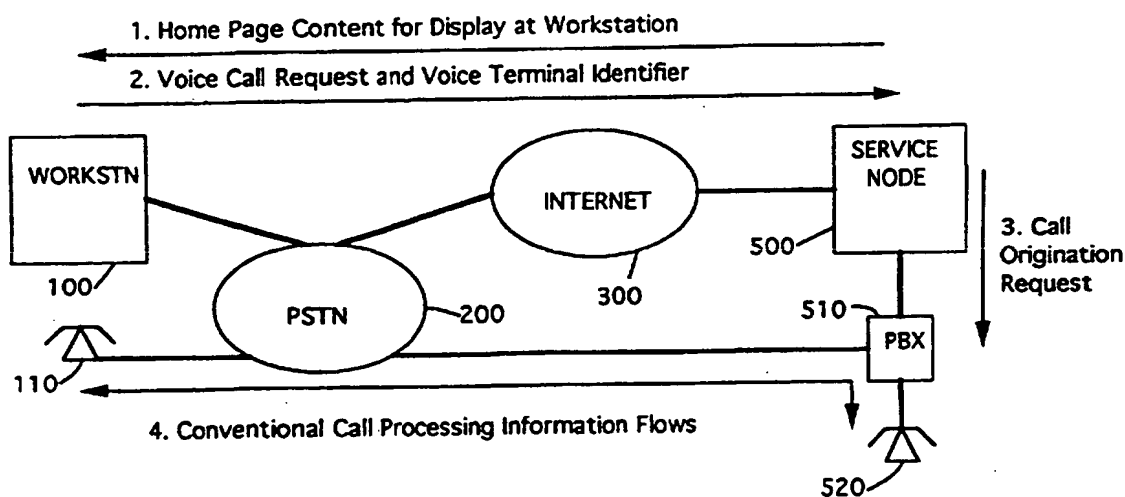 1. Home Page Content for Display at Workstation
2. Voice Call Request and Voice Terminal Identifier
WORKSTN
INTERNET
SERVICE
NODE
3. Call
Origination
Request
100
300
500
PSTN
200
510
PBX
110
4. Conventional Call Processing Information Flows
520